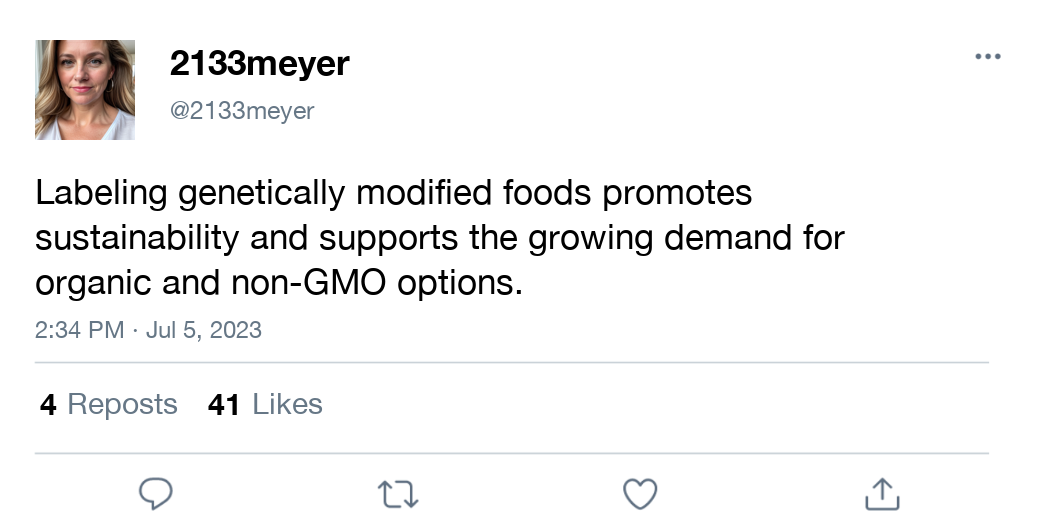 2133meyer
@2133meyer
Labeling genetically modified foods promotes
sustainability and supports the growing demand for
organic and non-GMO options.
2:34 PM · Jul 5, 2023
4 Reposts 41 Likes